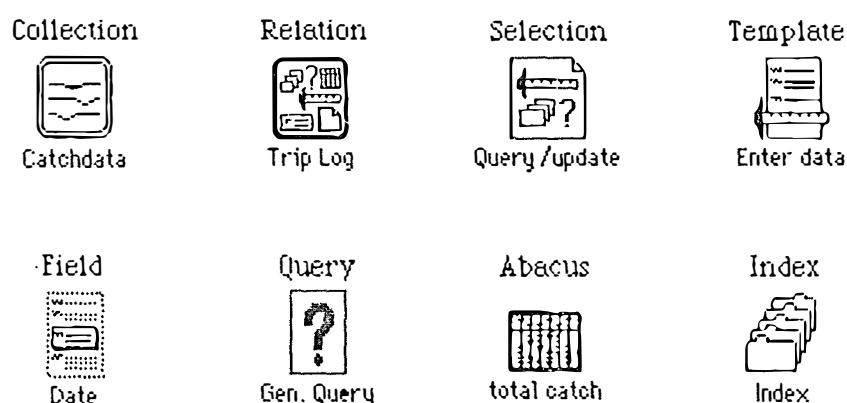 Collection Relation Selection Template
Catchdata Trip Log Query/update Enter data
Field Query Abacus Index
Date Gen. Query total catch Index